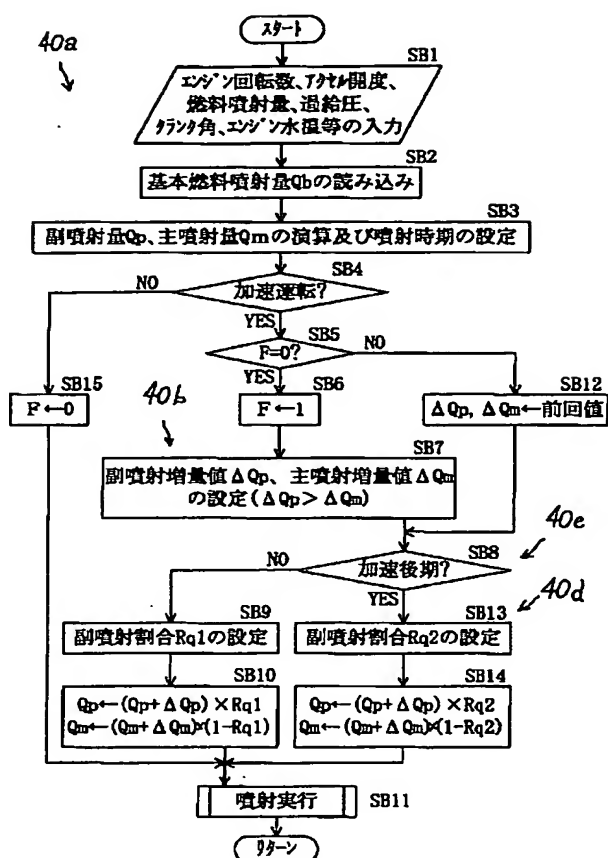 40a
スタート
SB1
エンジン回転数、アクセル開度、
燃料噴射量、過給圧、
クランク角、エンジン水温等の入力
SB2
基本燃料噴射量Qbの読み込み
SB3
副噴射量Qp、主噴射量Qmの演算及び噴射時期の設定
SB4
NO
加速運転?
YES
SB5
F=0?
NO
YES
SB15
F←0
SB6
F←1
SB12
ΔQp, ΔQm←前回値
40b
SB7
副噴射増量値ΔQp、主噴射増量値ΔQm
の設定(ΔQp>ΔQm)
40e
SB8
NO
加速後期?
YES
40d
SB9
副噴射割合Rq1の設定
SB13
副噴射割合Rq2の設定
SB10
Qp←(Qp+ΔQp)×Rq1
Qm←(Qm+ΔQm)×(1-Rq1)
SB14
Qp←(Qp+ΔQp)×Rq2
Qm←(Qm+ΔQm)×(1-Rq2)
噴射実行
SB11
リターン